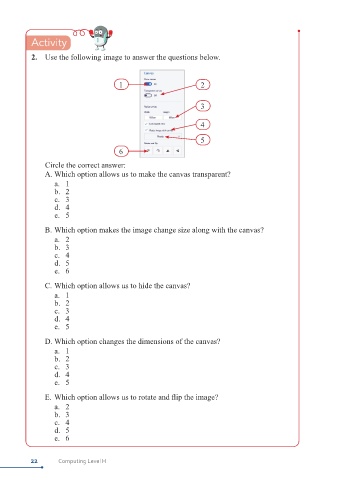 Activity
2. Use the following image to answer the questions below.
1
2
3
4
5
6
Circle the correct answer:
A. Which option allows us to make the canvas transparent?
a. 1
b. 2
c. 3
d. 4
e. 5
B. Which option makes the image change size along with the canvas?
a. 2
b. 3
c. 4
d. 5
e. 6
C. Which option allows us to hide the canvas?
a. 1
b. 2
c. 3
d. 4
e. 5
D. Which option changes the dimensions of the canvas?
a. 1
b. 2
c. 3
d. 4
e. 5
E. Which option allows us to rotate and flip the image?
a. 2
b. 3
c. 4
d. 5
e. 6
22 Computing Level H